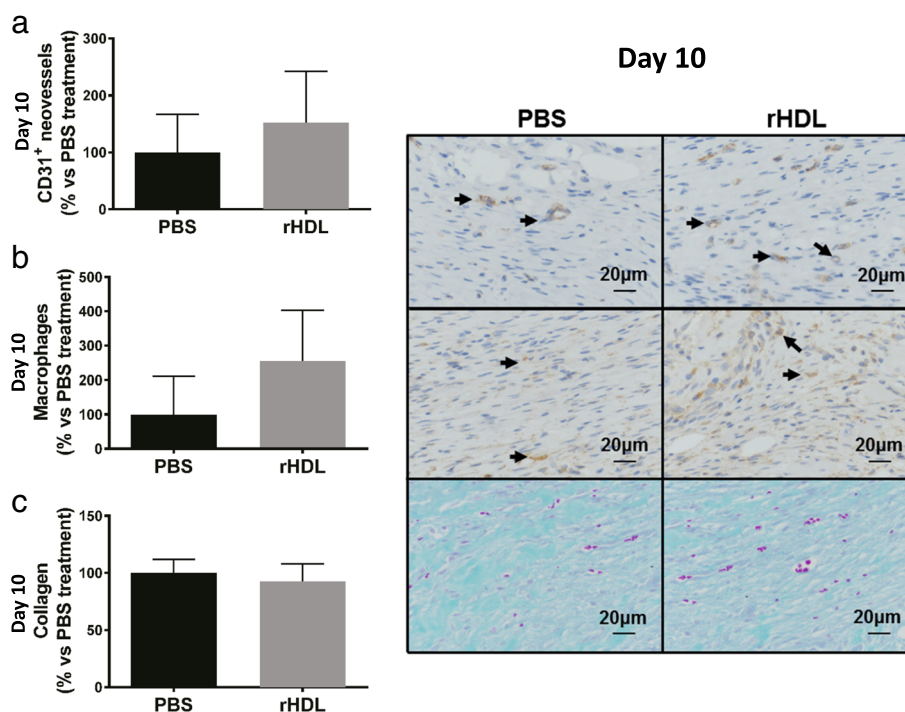 a
Day 10
CD31+ neovessels
(% vs PBS treatment)
300
200
100
0
PBS
rHDL
b
Day 10
Macrophages
(% vs PBS treatment)
500
400
300
200
100
0
PBS
rHDL
c
Day 10
Collagen
(% vs PBS treatment)
150
100
50
0
PBS
rHDL
Day 10
PBS
rHDL
20µm
20µm
20µm
20µm
20µm
20µm